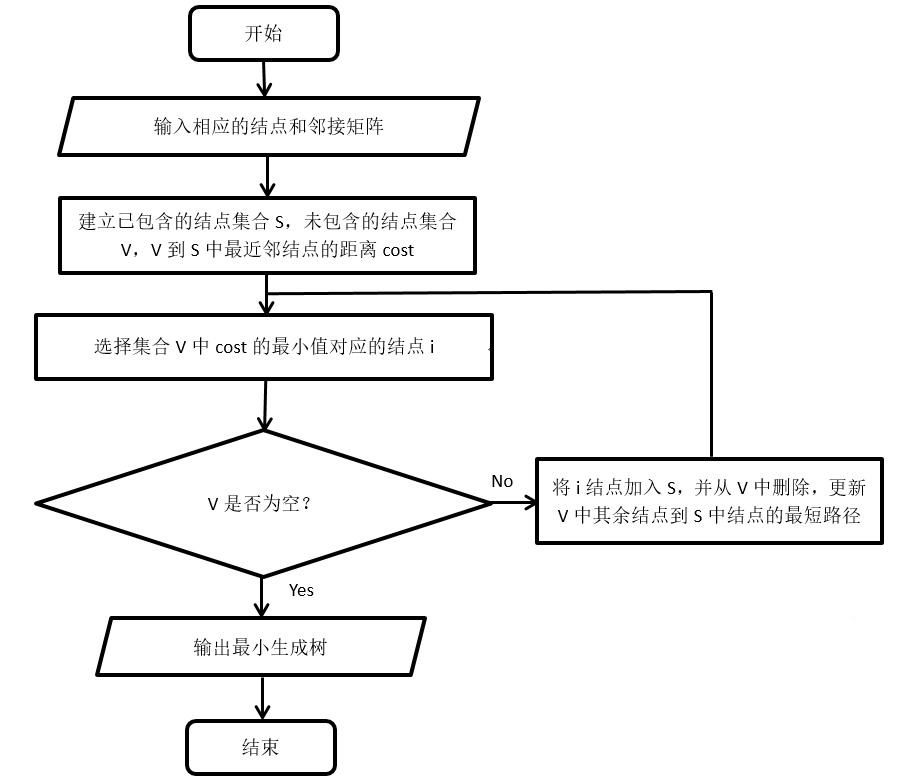 开始
输入相应的结点和邻接矩阵
建立已包含的结点集合 S，未包含的结点集合
V，V 到 S 中最近邻结点的距离 cost
选择集合 V 中 cost 的最小值对应的结点 i
V 是否为空？
No
将 i 结点加入 S，并从 V 中删除，更新
V 中其余结点到 S 中结点的最短路径
Yes
输出最小生成树
结束